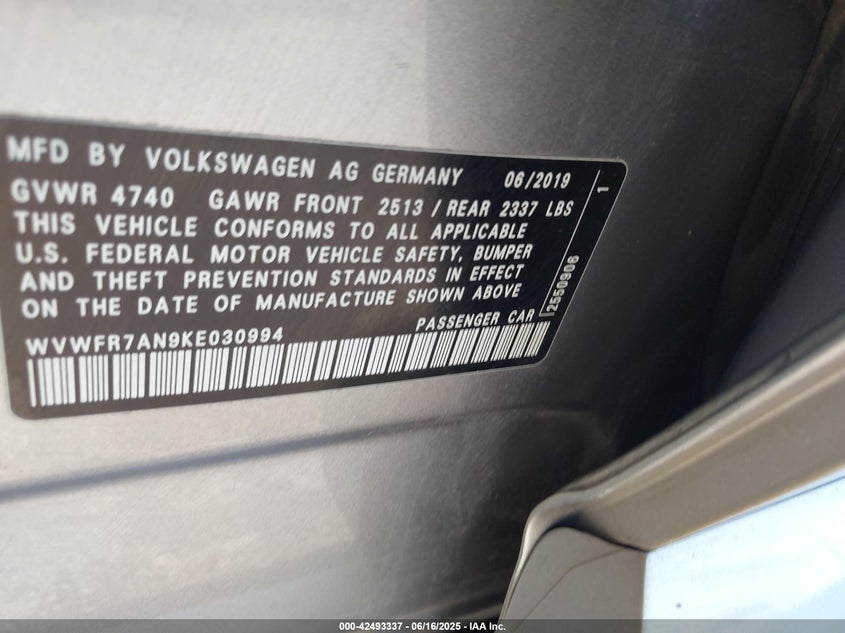 MFD BY VOLKSWAGEN AG GERMANY 06/2019
GVWR 4740 GAWR FRONT 2513 / REAR 2337 LBS
THIS VEHICLE CONFORMS TO ALL APPLICABLE
U.S. FEDERAL MOTOR VEHICLE SAFETY, BUMPER
AND THEFT PREVENTION STANDARDS IN EFFECT
ON THE DATE OF MANUFACTURE SHOWN ABOVE
WVWFR7AN9KE030994 PASSENGER CAR
2550906 1
000-42493337 - 06/16/2025 - IAA Inc.